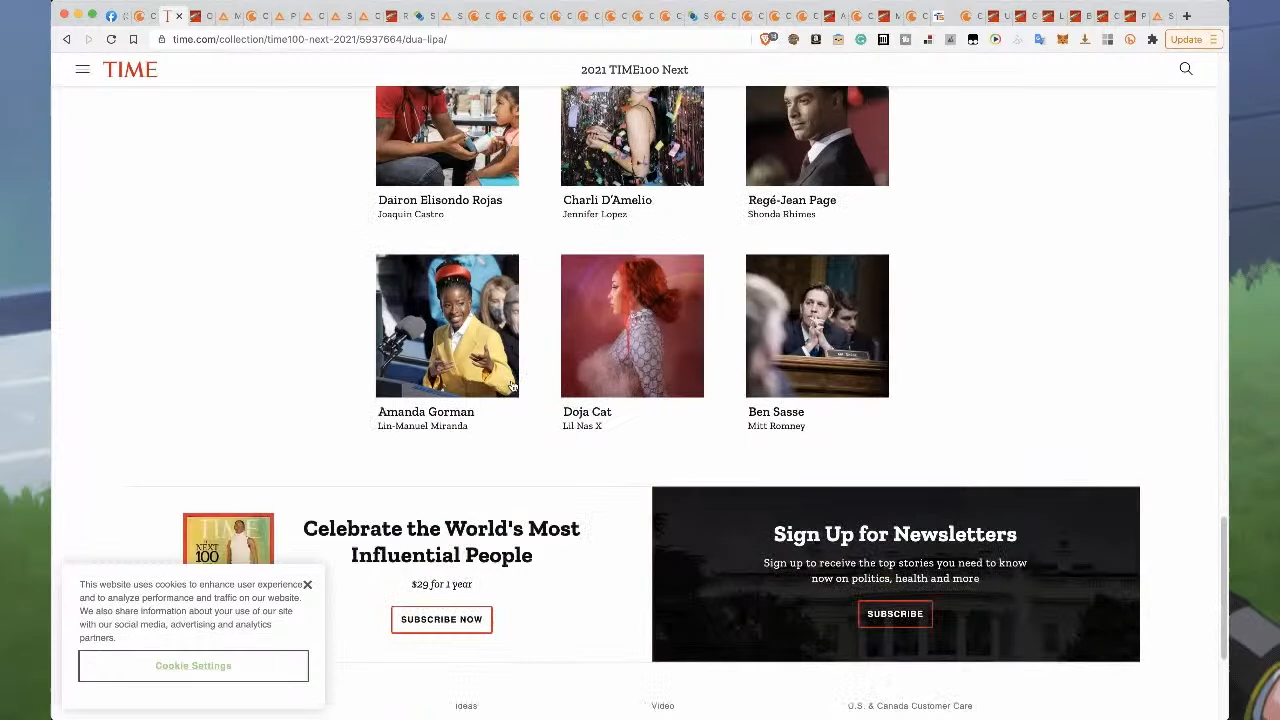 time.com/collection/time100-next-2021/5937664/dua-lipa/
Update
TIME
2021 TIME100 Next
Dairon Elisondo Rojas
Joaquin Castro
Charli D'Amelio
Jennifer Lopez
Regé-Jean Page
Shonda Rhimes
Amanda Gorman
Lin-Manuel Miranda
Doja Cat
Lil Nas X
Ben Sasse
Mitt Romney
TIME
NEXT
100
Celebrate the World's Most
Influential People
$29 for 1 year
SUBSCRIBE NOW
Sign Up for Newsletters
Sign up to receive the top stories you need to know
now on politics, health and more
SUBSCRIBE
This website uses cookies to enhance user experience
and to analyze performance and traffic on our website.
We also share information about your use of our site
with our social media, advertising and analytics
partners.
Cookie Settings
Ideas
Video
U.S. & Canada Customer Care